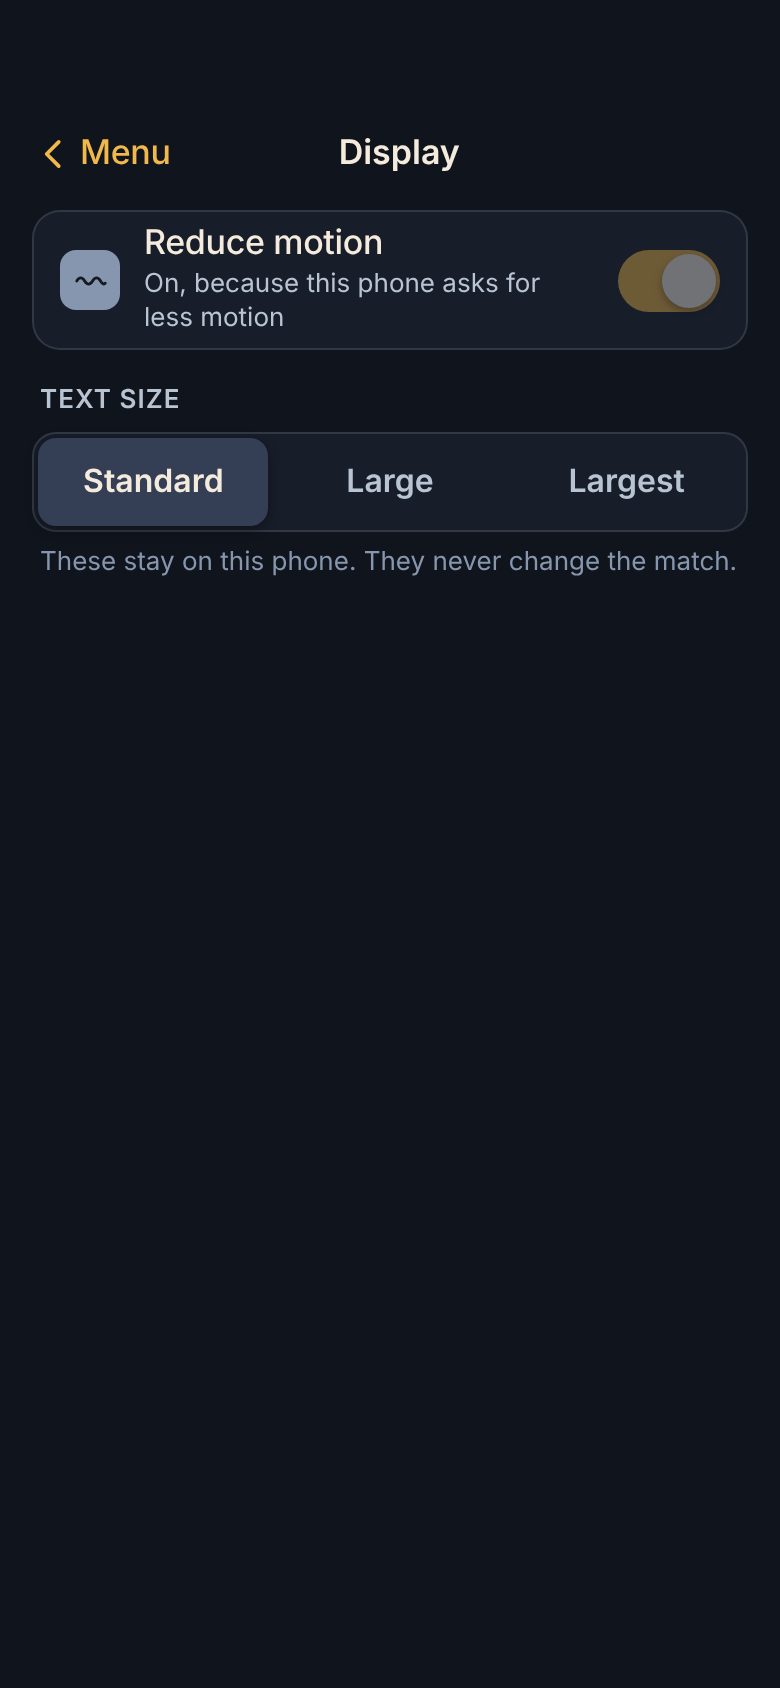 Menu
Display
Reduce motion
On, because this phone asks for
less motion
TEXT SIZE
Standard
Large
Largest
These stay on this phone. They never change the match.